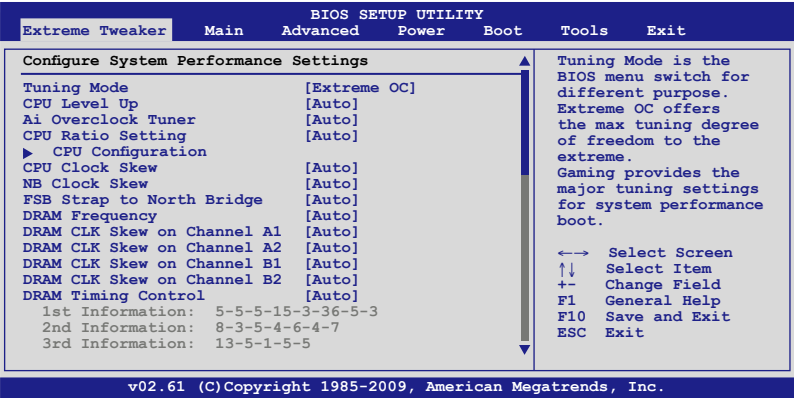 BIOS SETUP UTILITY
Extreme Tweaker Main Advanced Power Boot Tools Exit
Configure System Performance Settings
Tuning Mode [Extreme OC]
CPU Level Up [Auto]
Ai Overclock Tuner [Auto]
CPU Ratio Setting [Auto]
▶ CPU Configuration
CPU Clock Skew [Auto]
NB Clock Skew [Auto]
FSB Strap to North Bridge [Auto]
DRAM Frequency [Auto]
DRAM CLK Skew on Channel A1 [Auto]
DRAM CLK Skew on Channel A2 [Auto]
DRAM CLK Skew on Channel B1 [Auto]
DRAM CLK Skew on Channel B2 [Auto]
DRAM Timing Control [Auto]
1st Information: 5-5-5-15-3-36-5-3
2nd Information: 8-3-5-4-6-4-7
3rd Information: 13-5-1-5-5
Tuning Mode is the
BIOS menu switch for
different purpose.
Extreme OC offers
the max tuning degree
of freedom to the
extreme.
Gaming provides the
major tuning settings
for system performance
boot.
←→ Select Screen
↑↓ Select Item
+- Change Field
F1 General Help
F10 Save and Exit
ESC Exit
v02.61 (C)Copyright 1985-2009, American Megatrends, Inc.